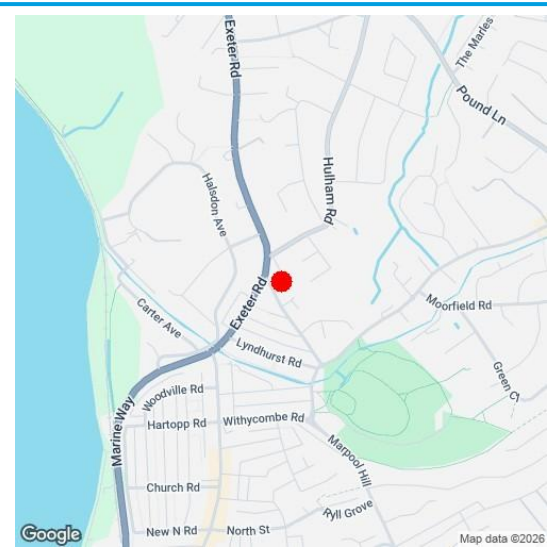 Exeter Rd
The Marles
Pound Ln
Hulham Rd
Halsdon Ave
Exeter Rd
Carter Ave
Moorfield Rd
Lyndhurst Rd
Green Ct
Woodville Rd
Marine Way
Hartopp Rd
Withycombe Rd
Marpool Hill
Church Rd
Ryll Grove
New N Rd
North St
Google
Map data ©2026